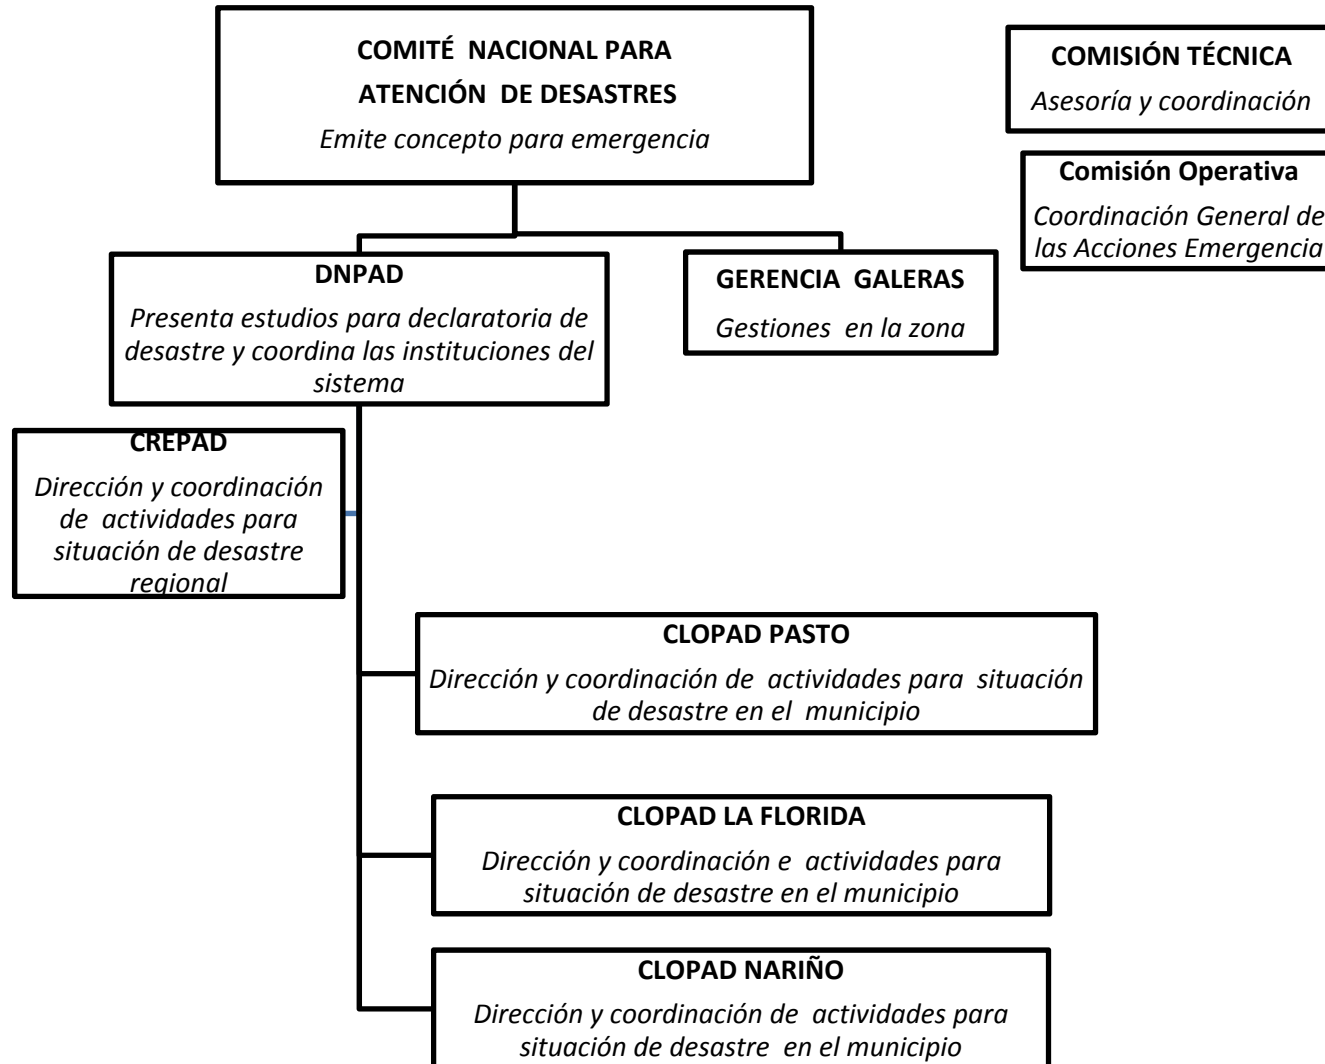 COMITÉ NACIONAL PARA
ATENCIÓN DE DESASTRES
Emite concepto para emergencia
COMISIÓN TÉCNICA
Asesoría y coordinación
Comisión Operativa
Coordinación General de
las Acciones Emergencia
DNPAD
Presenta estudios para declaratoria de
desastre y coordina las instituciones del
sistema
GERENCIA GALERAS
Gestiones en la zona
CREPAD
Dirección y coordinación
de actividades para
situación de desastre
regional
CLOPAD PASTO
Dirección y coordinación de actividades para situación
de desastre en el municipio
CLOPAD LA FLORIDA
Dirección y coordinación e actividades para
situación de desastre en el municipio
CLOPAD NARIÑO
Dirección y coordinación de actividades para
situación de desastre en el municipio